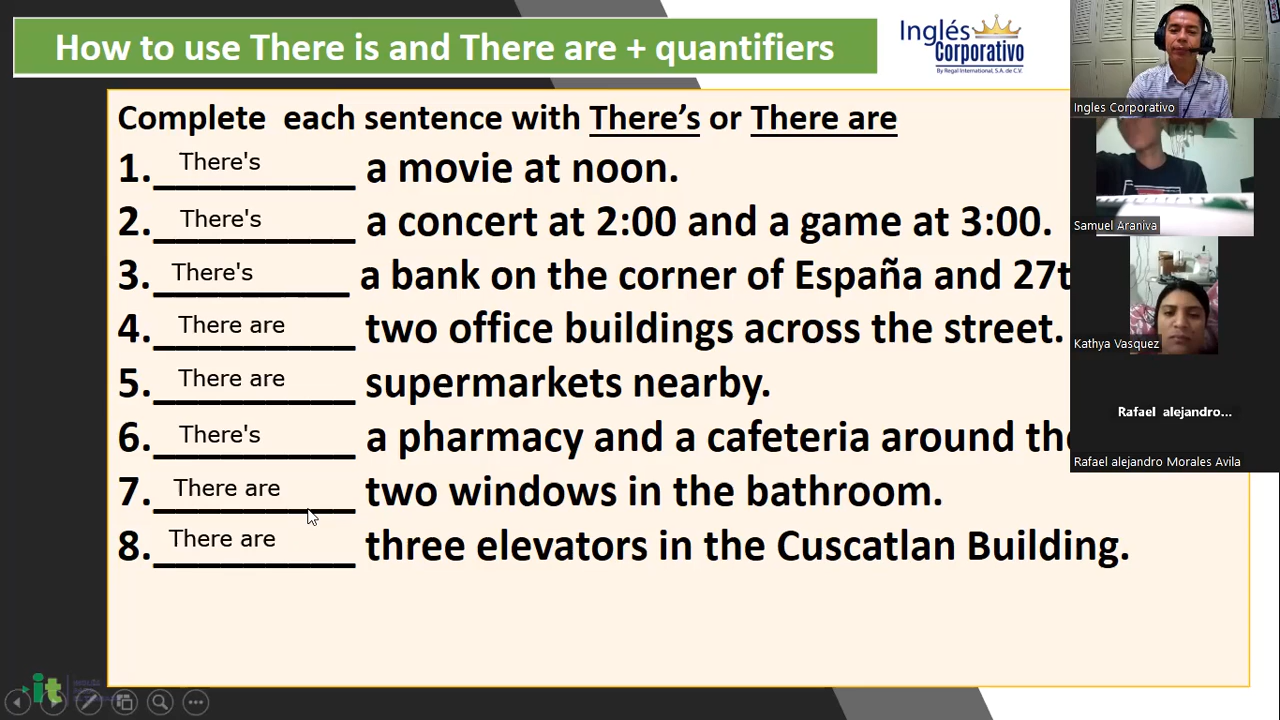 How to use There is and There are + quantifiers
Inglés
Corporativo
By Regal International, S.A. de C.V.
Complete each sentence with There's or There are
1. There's a movie at noon.
2. There's a concert at 2:00 and a game at 3:00.
3. There's a bank on the corner of España and 27t
4. There are two office buildings across the street.
5. There are supermarkets nearby.
6. There's a pharmacy and a cafeteria around the
7. There are two windows in the bathroom.
8. There are three elevators in the Cuscatlan Building.
it
Ingles Corporativo
Samuel Araniva
Kathya Vasquez
Rafael alejandro...
Rafael alejandro Morales Avila